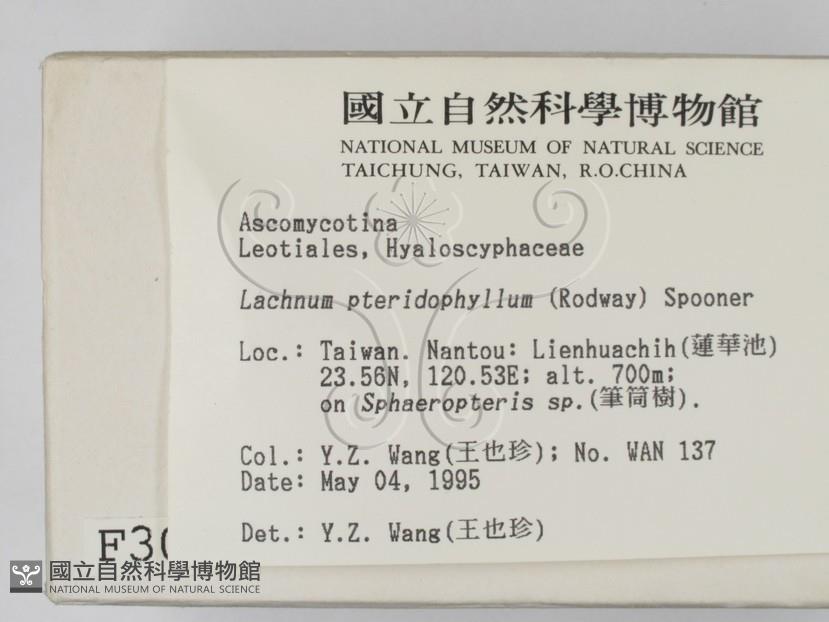 國立自然科學博物館
NATIONAL MUSEUM OF NATURAL SCIENCE
TAICHUNG, TAIWAN, R.O.CHINA
Ascomycotina
Leotiales, Hyaloscyphaceae
Lachnum pteridophyllum (Rodway) Spooner
Loc.: Taiwan. Nantou: Lienhuachih(蓮華池)
23.56N, 120.53E; alt. 700m;
on Sphaeropteris sp.(筆筒樹).
Col.: Y.Z. Wang(王也珍); No. WAN 137
Date: May 04, 1995
Det.: Y.Z. Wang(王也珍)
F30
國立自然科學博物館
NATIONAL MUSEUM OF NATURAL SCIENCE